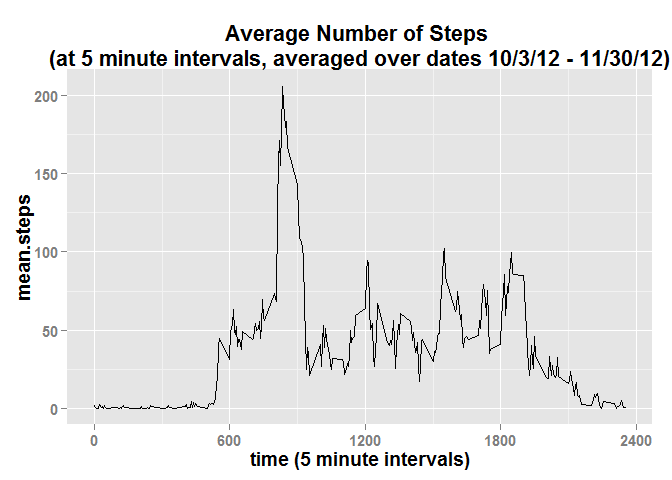 Average Number of Steps
(at 5 minute intervals, averaged over dates 10/3/12 - 11/30/12)
mean.steps
200
150
100
50
0
0 600 1200 1800 2400
time (5 minute intervals)